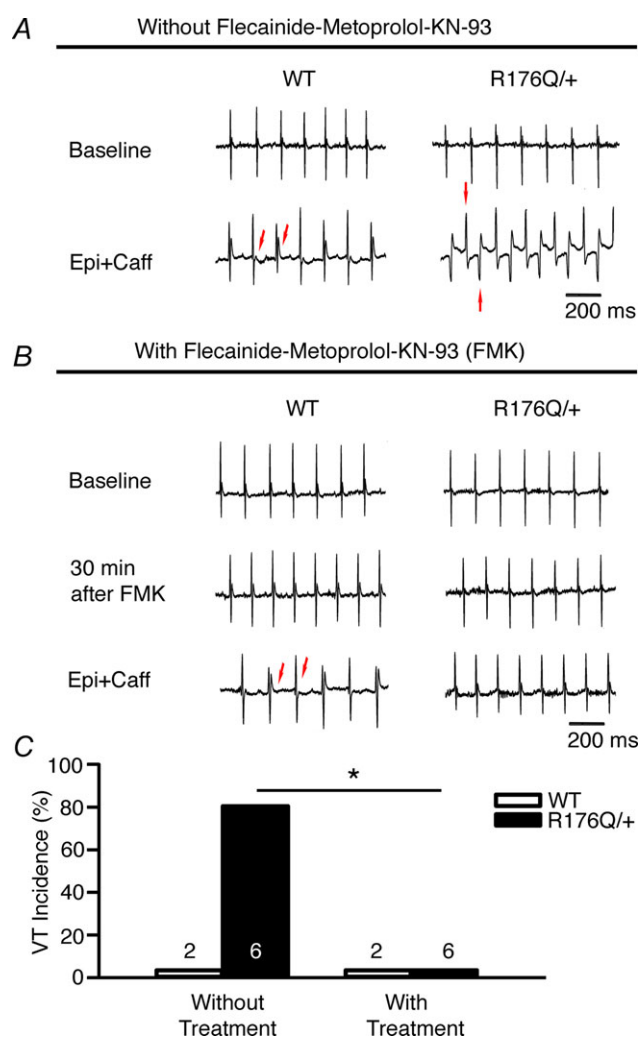 A
Without Flecainide-Metoprolol-KN-93
WT
R176Q/+
Baseline
Epi+Caff
200 ms
B
With Flecainide-Metoprolol-KN-93 (FMK)
WT
R176Q/+
Baseline
30 min
after FMK
Epi+Caff
200 ms
C
VT Incidence (%)
100
80
60
40
20
0
*
WT
R176Q/+
2
6
2
6
Without
Treatment
With
Treatment